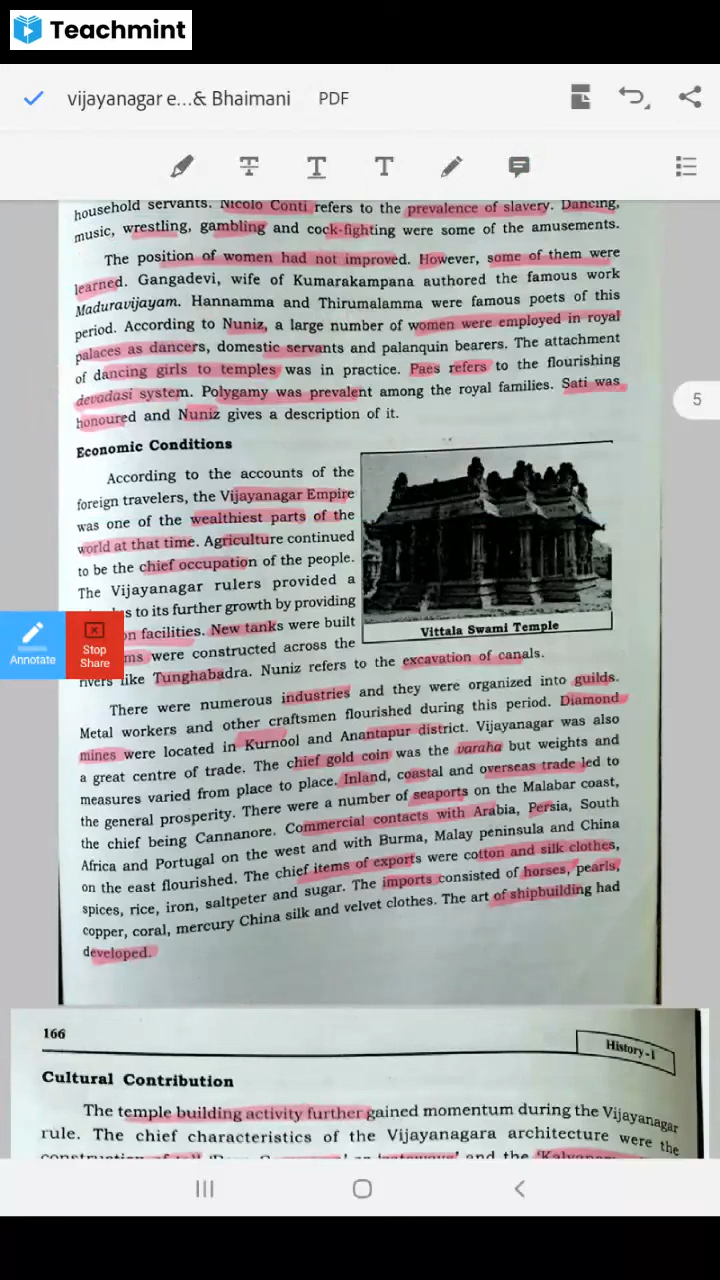 Teachmint
vijayanagar e...& Bhaimani PDF
household servants. Nicolo Conti refers to the prevalence of slavery. Dancing,
music, wrestling, gambling and cock-fighting were some of the amusements.
The position of women had not improved. However, some of them were
learned. Gangadevi, wife of Kumarakampana authored the famous work
Maduravijayam. Hannamma and Thirumalamma were famous poets of this
period. According to Nuniz, a large number of women were employed in royal
palaces as dancers, domestic servants and palanquin bearers. The attachment
of dancing girls to temples was in practice. Paes refers to the flourishing
devadasi system. Polygamy was prevalent among the royal families. Sati was
honoured and Nuniz gives a description of it.
5
Economic Conditions
According to the accounts of the
foreign travelers, the Vijayanagar Empire
was one of the wealthiest parts of the
world at that time. Agriculture continued
to be the chief occupation of the people.
The Vijayanagar rulers provided a
to its further growth by providing
facilities. New tanks were built
were constructed across the
rivers like Tunghabadra. Nuniz refers to the excavation of canals.
Vittala Swami Temple
Annotate
Stop
Share
There were numerous industries and they were organized into guilds.
Metal workers and other craftsmen flourished during this period. Diamond
mines were located in Kurnool and Anantapur district. Vijayanagar was also
a great centre of trade. The chief gold coin was the varaha but weights and
measures varied from place to place. Inland, coastal and overseas trade led to
the general prosperity. There were a number of seaports on the Malabar coast,
the chief being Cannanore. Commercial contacts with Arabia, Persia, South
Africa and Portugal on the west and with Burma, Malay peninsula and China
on the east flourished. The chief items of exports were cotton and silk clothes,
spices, rice, iron, saltpeter and sugar. The imports consisted of horses, pearls,
copper, coral, mercury China silk and velvet clothes. The art of shipbuilding had
developed.
166
History-I
Cultural Contribution
The temple building activity further gained momentum during the Vijayanagar
rule. The chief characteristics of the Vijayanagara architecture were the
and the